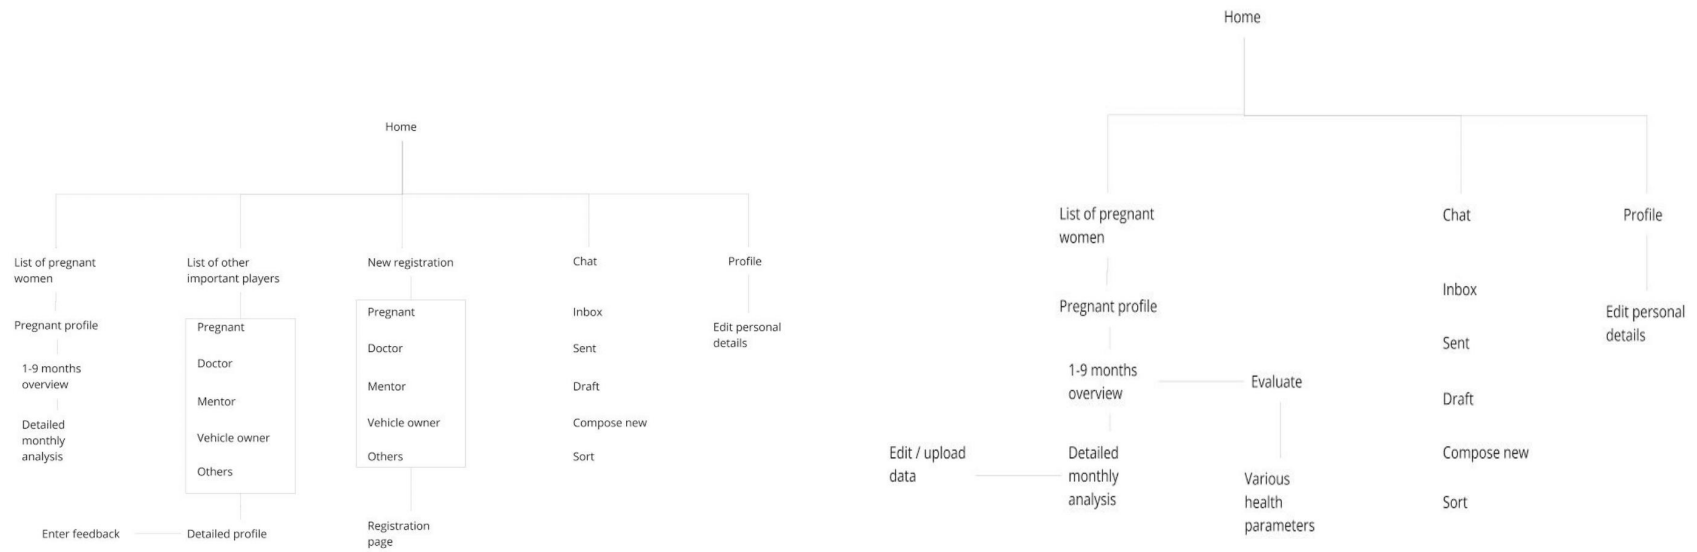 Home
List of pregnant
women
Pregnant profile
1-9 months
overview
Detailed
monthly
analysis
List of other
important players
Pregnant
Doctor
Mentor
Vehicle owner
Others
Detailed profile
Enter feedback
New registration
Pregnant
Doctor
Mentor
Vehicle owner
Others
Registration
page
Chat
Inbox
Sent
Draft
Compose new
Sort
Profile
Edit personal
details
Home
List of pregnant
women
Pregnant profile
1-9 months
overview
Evaluate
Various
health
parameters
Detailed
monthly
analysis
Edit / upload
data
Chat
Inbox
Sent
Draft
Compose new
Sort
Profile
Edit personal
details